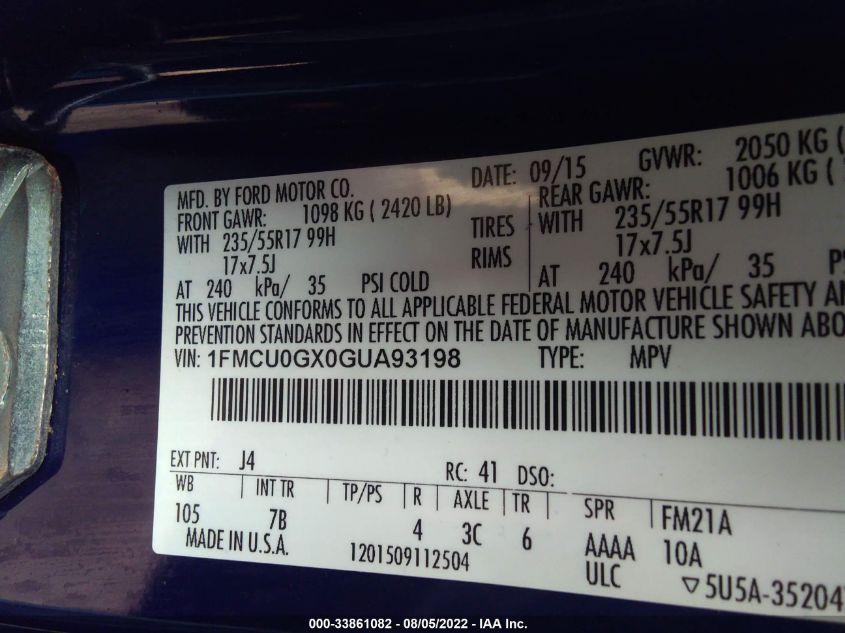 MFD. BY FORD MOTOR CO. DATE: 09/15 GVWR: 2050 KG (
FRONT GAWR: 1098 KG ( 2420 LB) REAR GAWR: 1006 KG (
WITH 235/55R17 99H TIRES WITH 235/55R17 99H
17x7.5J RIMS 17x7.5J
AT 240 kPa/ 35 PSI COLD AT 240 kPa/ 35 PS
THIS VEHICLE CONFORMS TO ALL APPLICABLE FEDERAL MOTOR VEHICLE SAFETY AN
PREVENTION STANDARDS IN EFFECT ON THE DATE OF MANUFACTURE SHOWN ABO
VIN: 1FMCU0GX0GUA93198 TYPE: MPV
EXT PNT: J4 RC: 41 DSO:
WB INT TR TP/PS R AXLE TR SPR FM21A
105 7B 4 3C 6 AAAA 10A
MADE IN U.S.A. 1201509112504 ULC ▽5U5A-35204
000-33861082 - 08/05/2022 - IAA Inc.